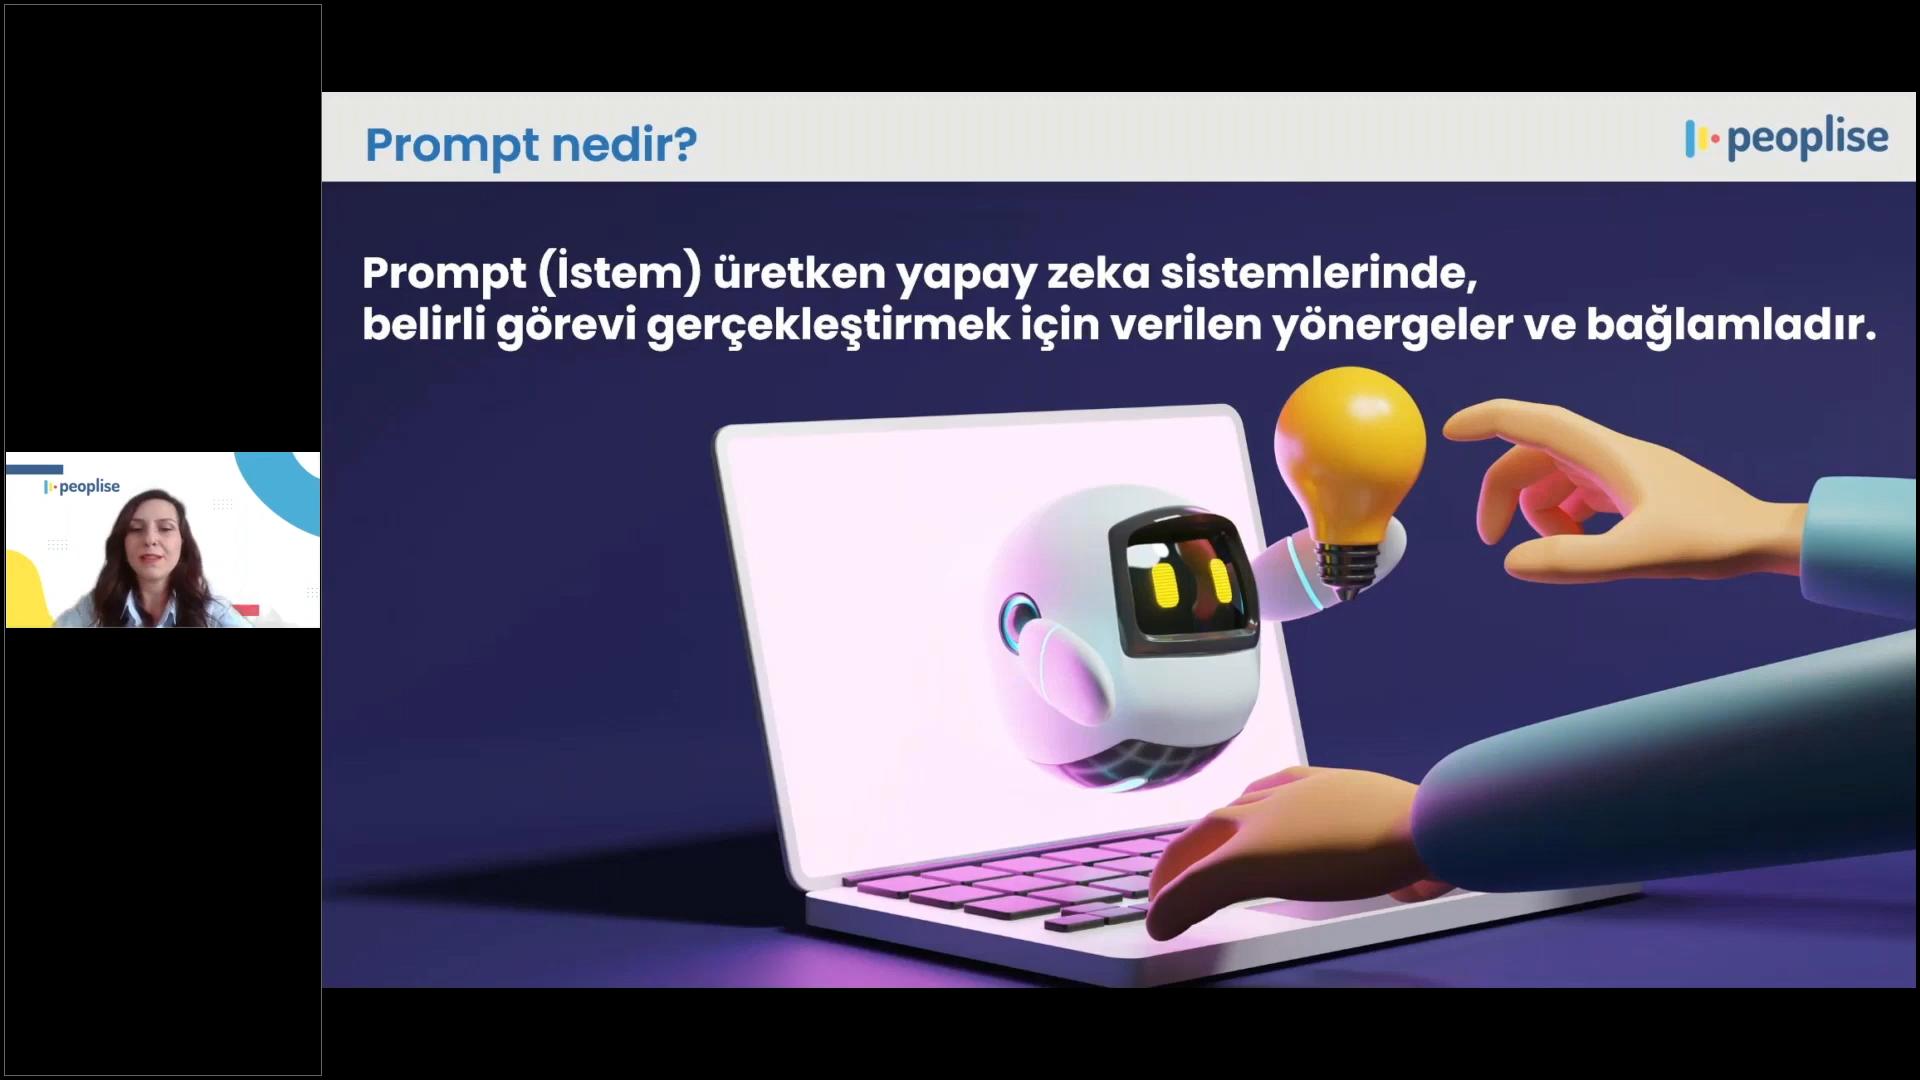 Prompt nedir?
peoplise
Prompt (İstem) üretken yapay zeka sistemlerinde,
belirli görevi gerçekleştirmek için verilen yönergeler ve bağlamladır.
peoplise